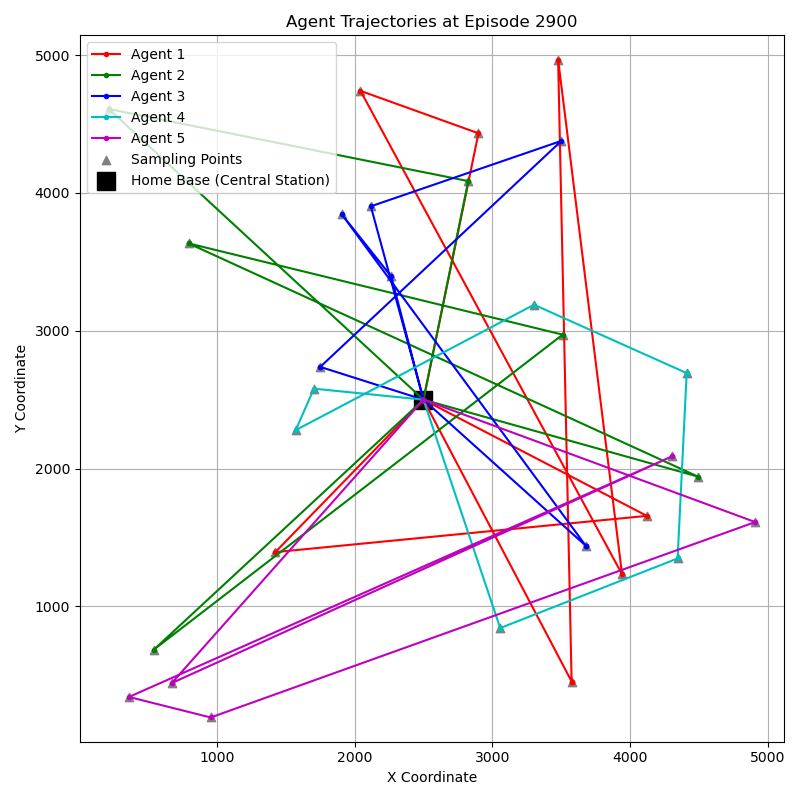 Agent Trajectories at Episode 2900
Agent 1
Agent 2
Agent 3
Agent 4
Agent 5
Sampling Points
Home Base (Central Station)
5000
4000
3000
2000
1000
Y Coordinate
1000 2000 3000 4000 5000
X Coordinate